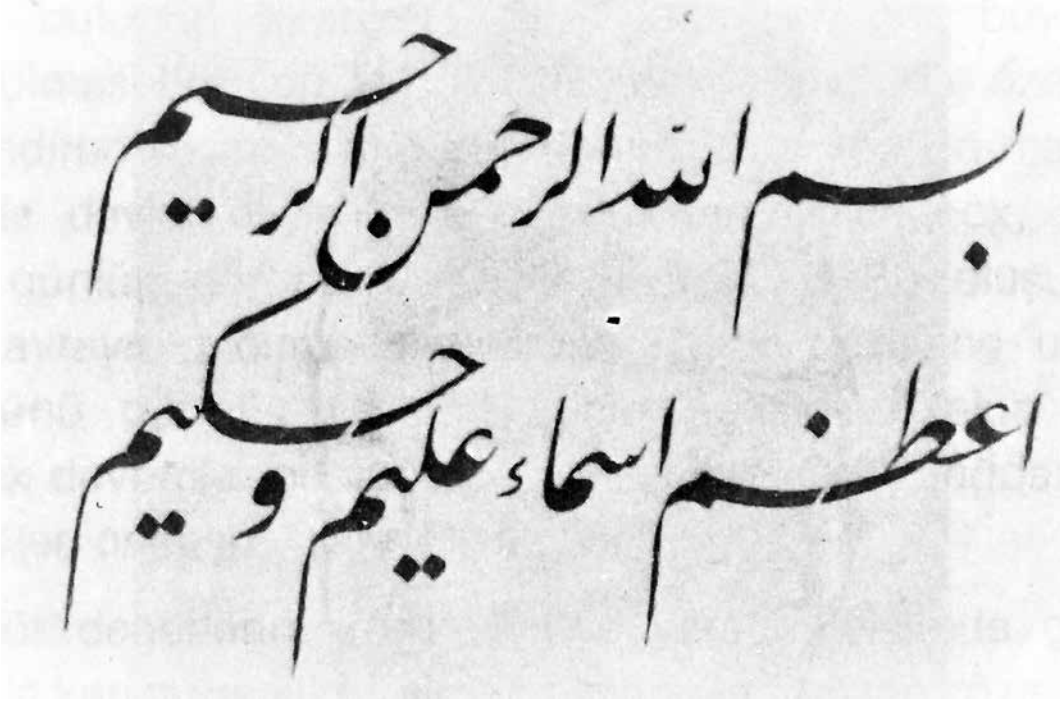 بسم الله الرحمن الرحیم
اعظم اسماء علیم و حکیم